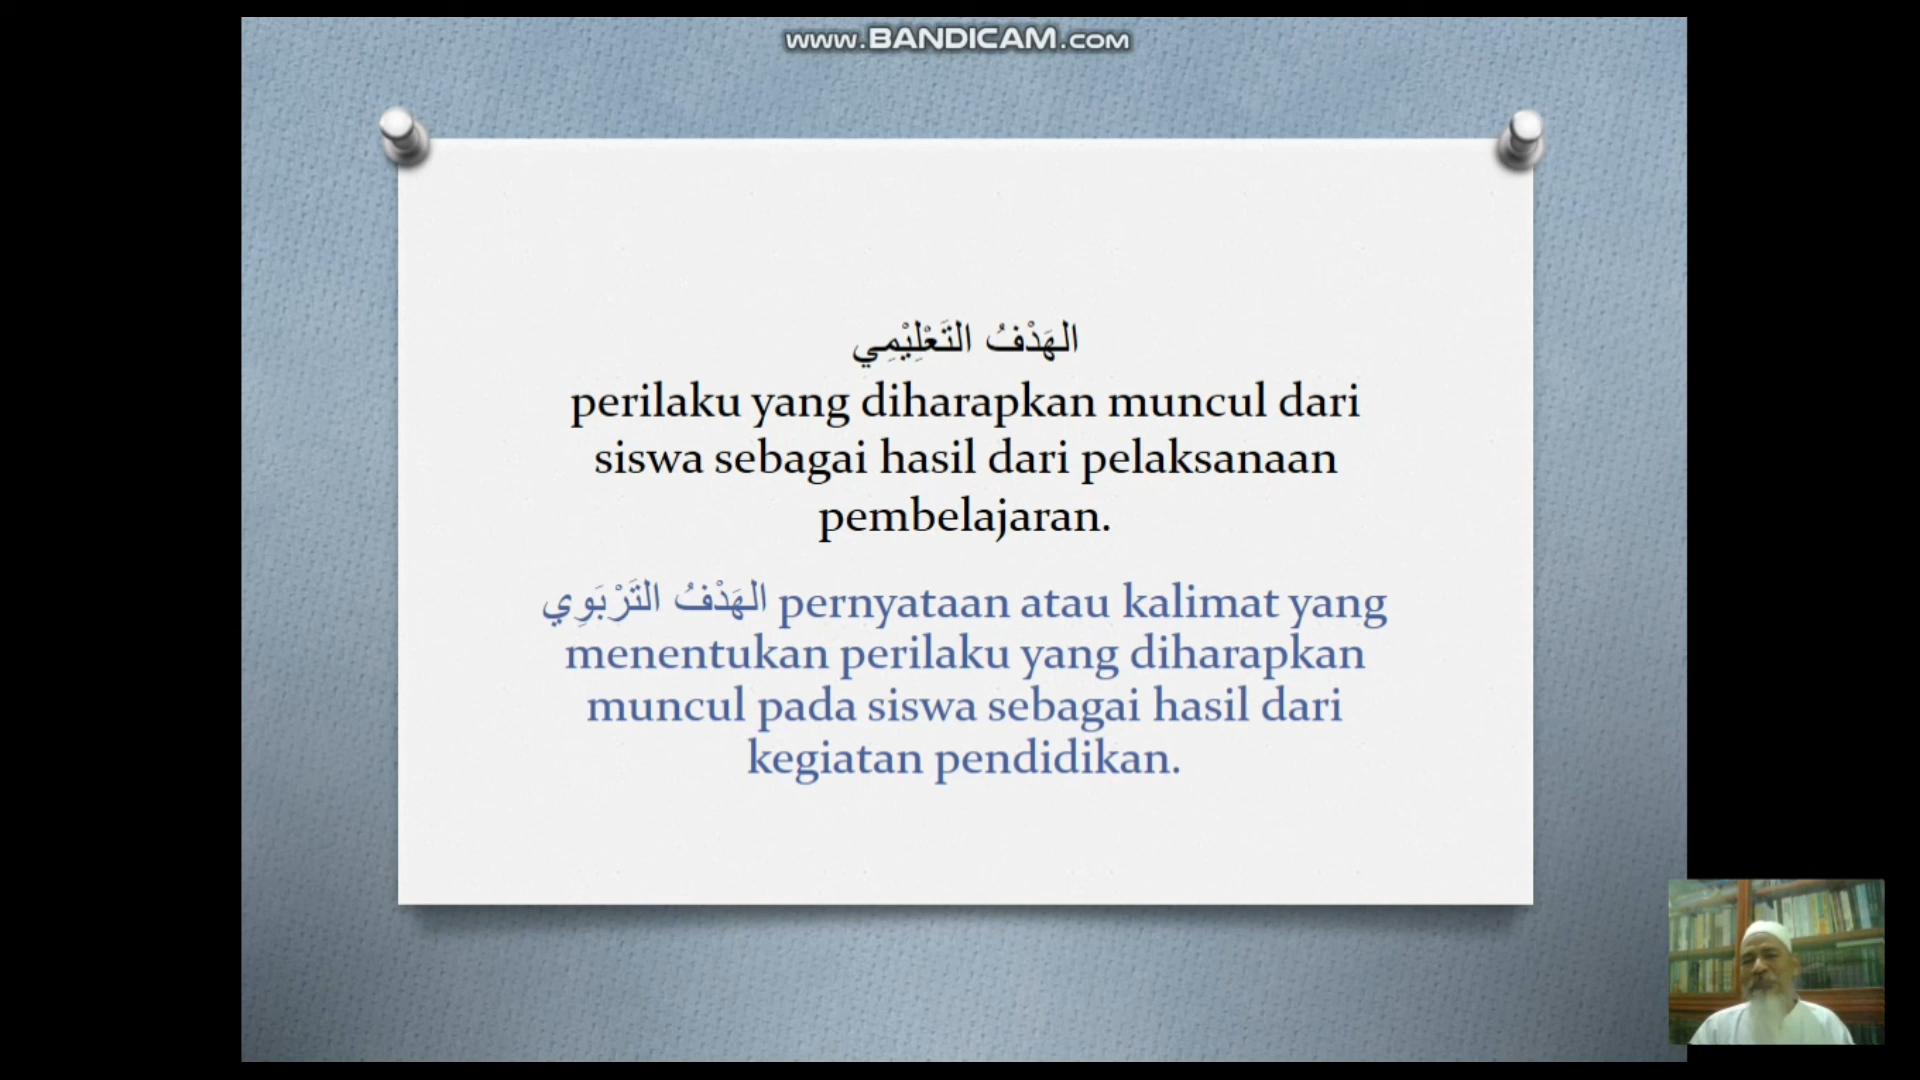 www.BANDICAM.com
الهَدْفُ التَعْلِيْمِي
perilaku yang diharapkan muncul dari
siswa sebagai hasil dari pelaksanaan
pembelajaran.
الهَدْفُ التَرْبَوِي pernyataan atau kalimat yang
menentukan perilaku yang diharapkan
muncul pada siswa sebagai hasil dari
kegiatan pendidikan.